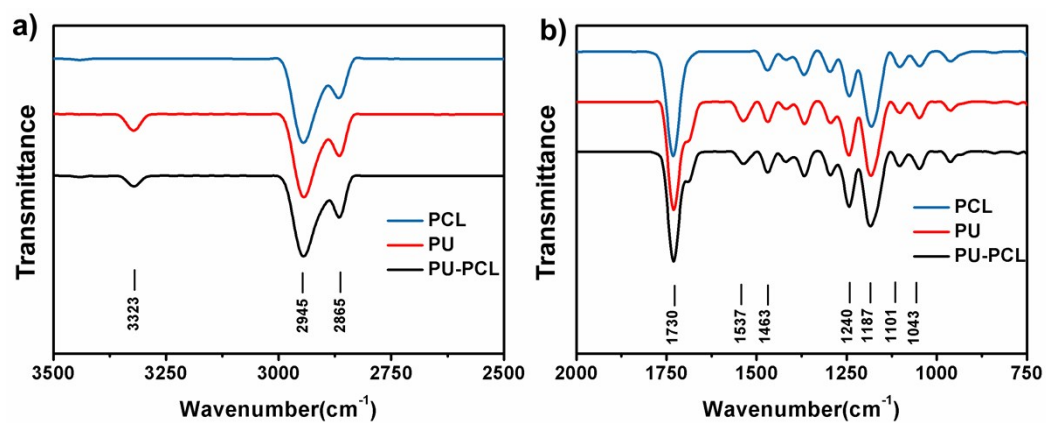 a)
Transmittance
PCL
PU
PU-PCL
3323
2945
2865
3500 3250 3000 2750 2500
Wavenumber(cm⁻¹)
b)
Transmittance
PCL
PU
PU-PCL
1730
1537
1463
1240
1187
1101
1043
2000 1750 1500 1250 1000 750
Wavenumber(cm⁻¹)